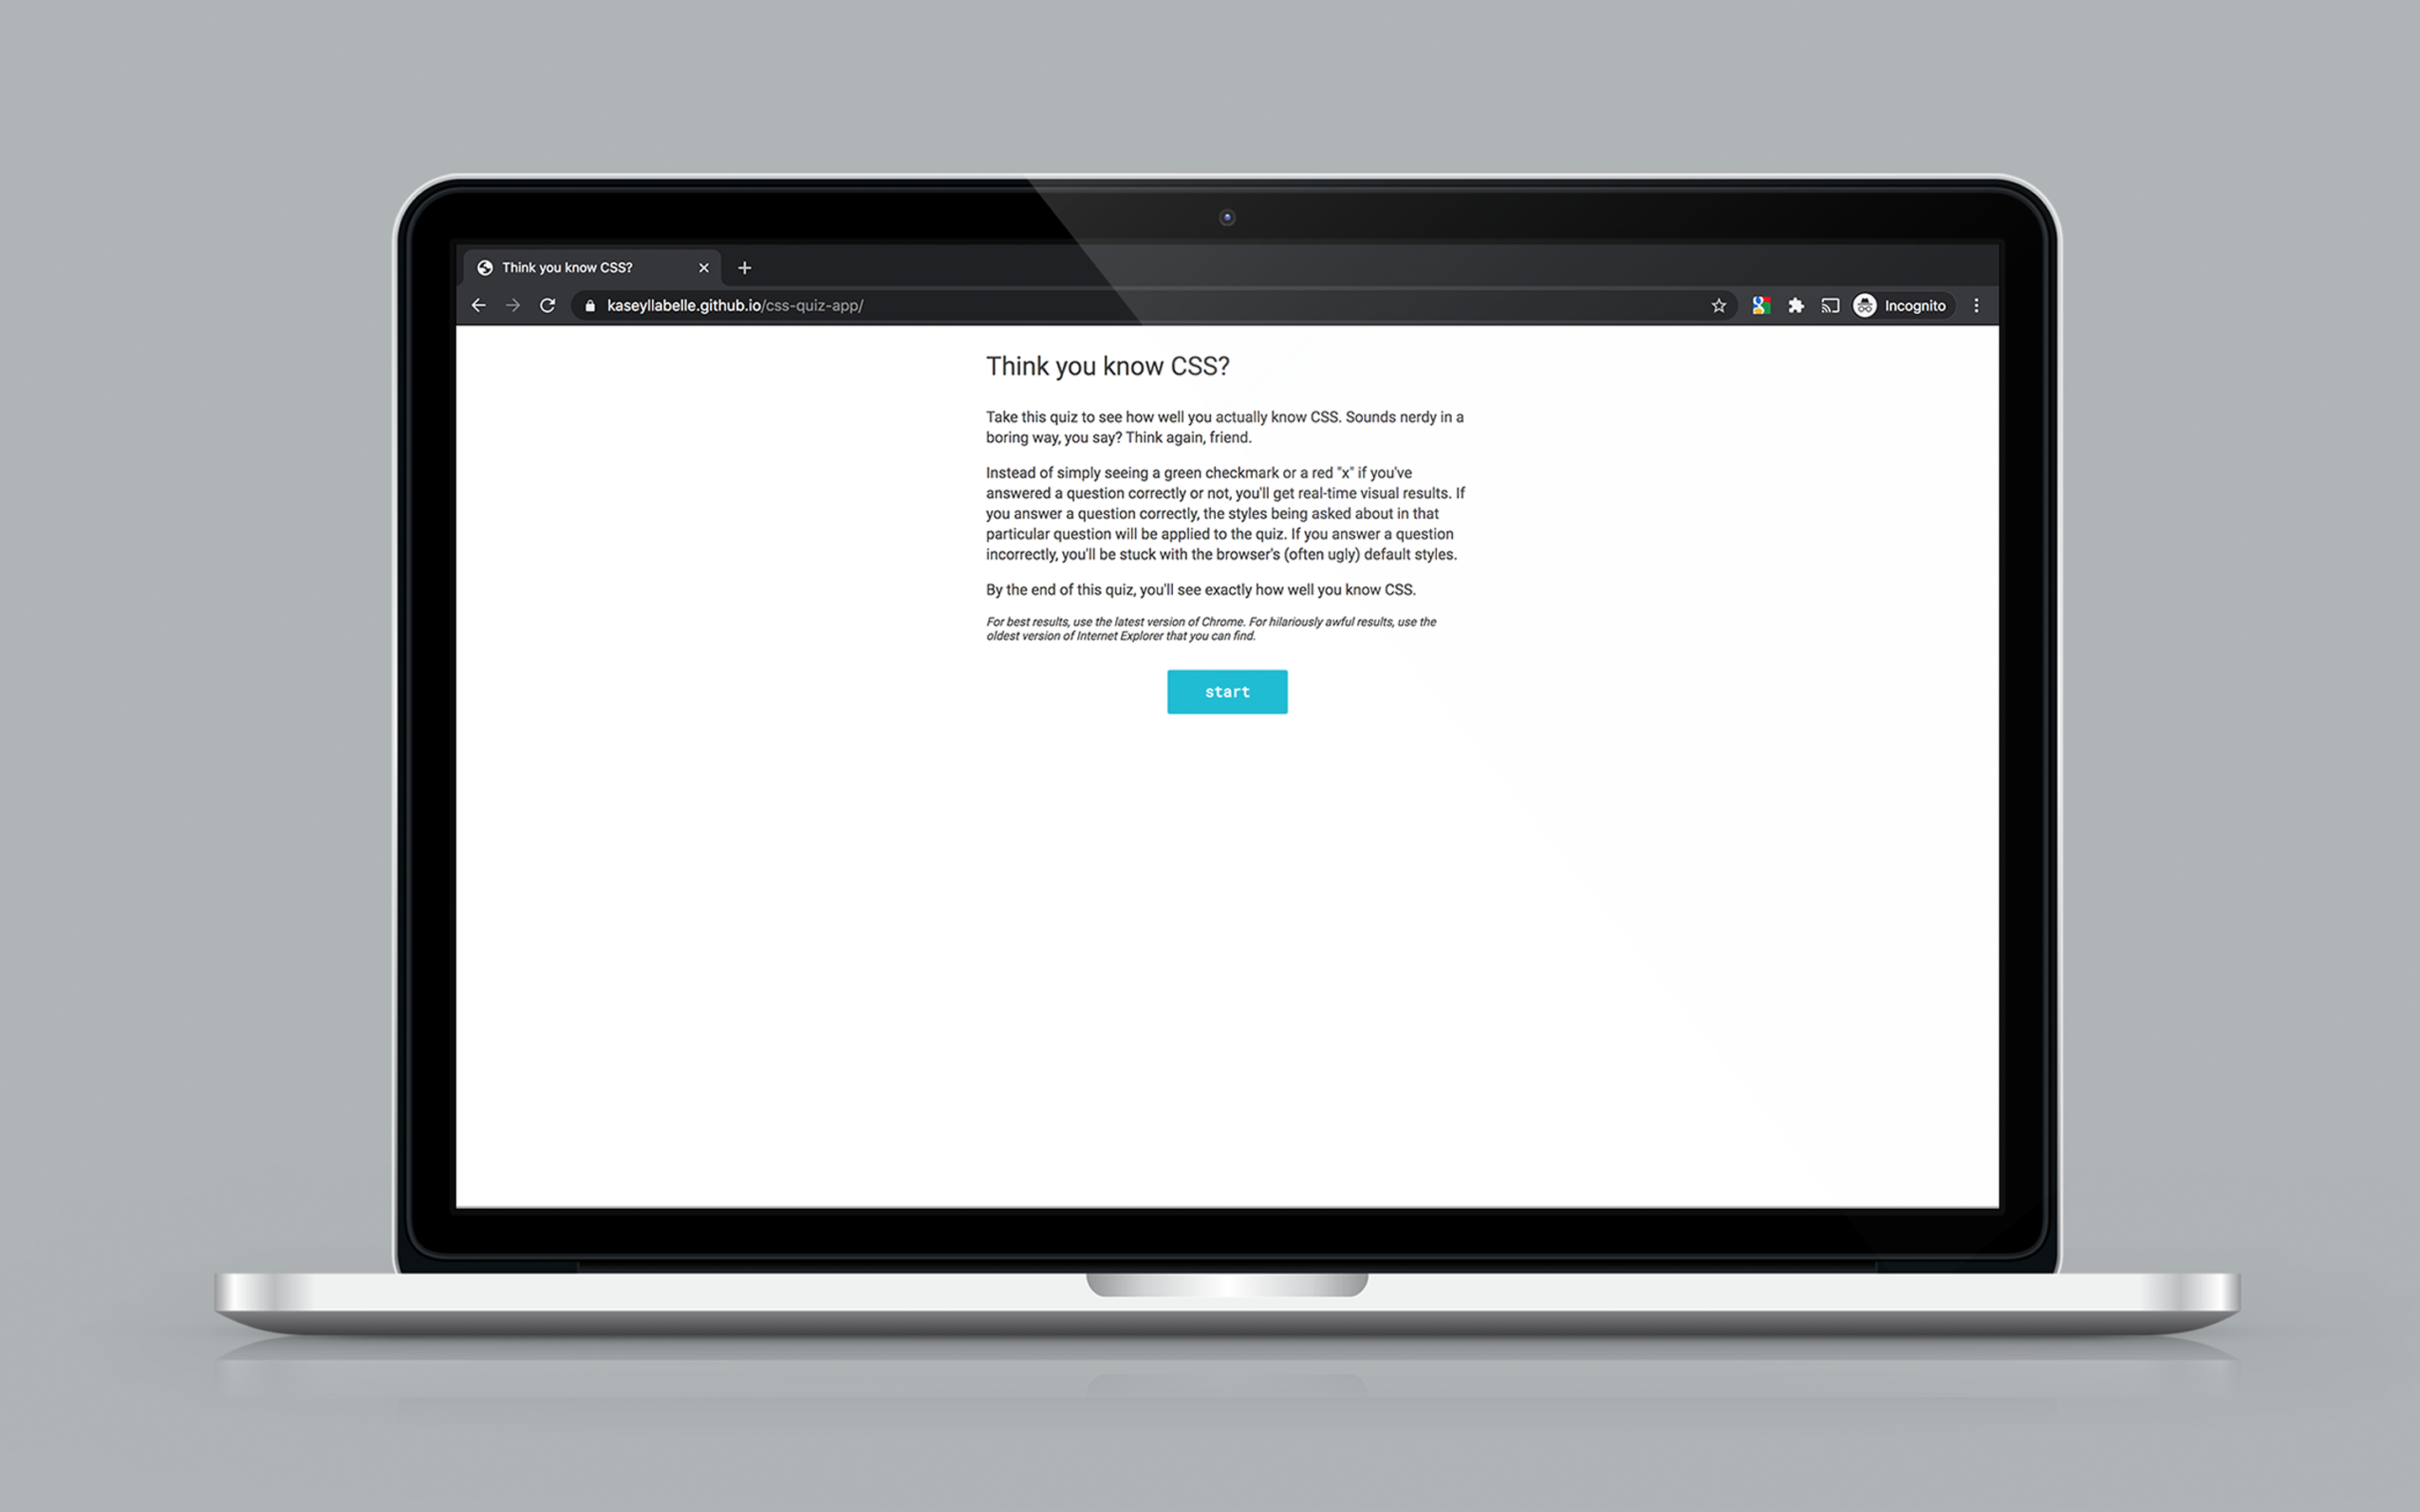 Think you know CSS?
kaseyllabelle.github.io/css-quiz-app/
Incognito
Think you know CSS?
Take this quiz to see how well you actually know CSS. Sounds nerdy in a
boring way, you say? Think again, friend.
Instead of simply seeing a green checkmark or a red "x" if you've
answered a question correctly or not, you'll get real-time visual results. If
you answer a question correctly, the styles being asked about in that
particular question will be applied to the quiz. If you answer a question
incorrectly, you'll be stuck with the browser's (often ugly) default styles.
By the end of this quiz, you'll see exactly how well you know CSS.
For best results, use the latest version of Chrome. For hilariously awful results, use the
oldest version of Internet Explorer that you can find.
start